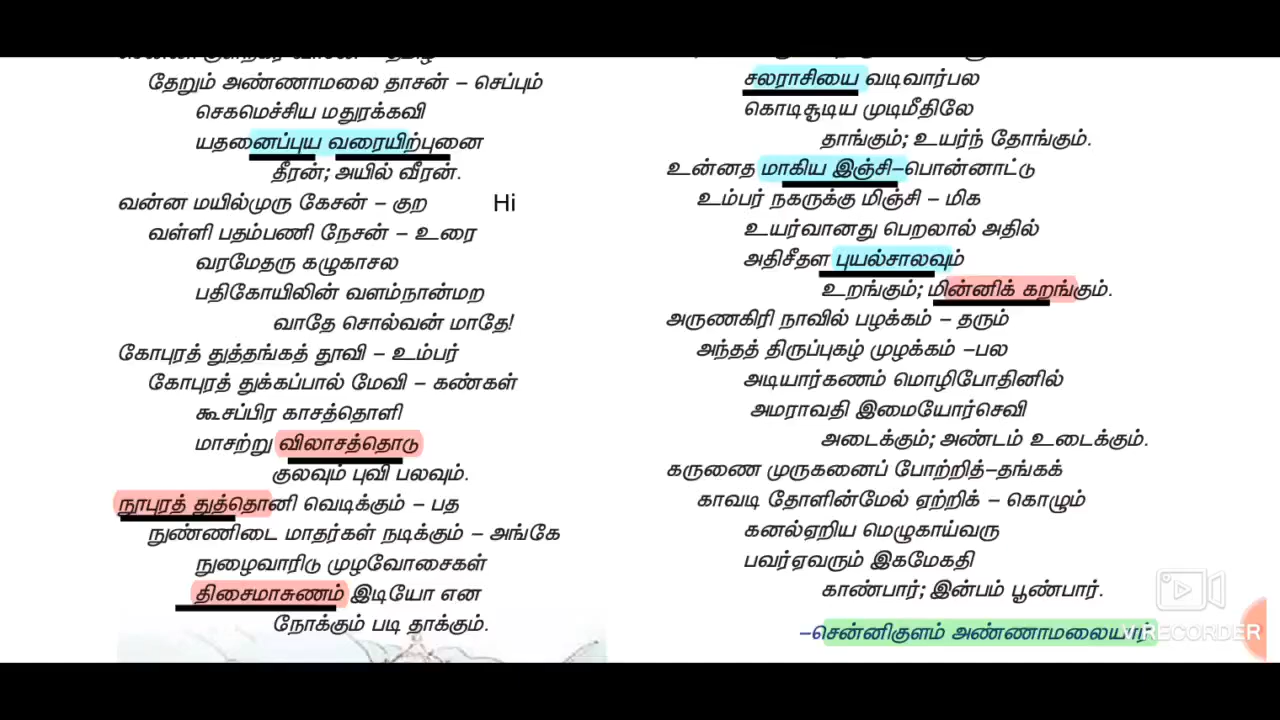 தேறும் அண்ணாமலை தாசன் – செப்பும்
செகமெச்சிய மதுரக்கவி
யதனைப்புய வரையிற்புனை
தீரன்; அயில் வீரன்.
வன்ன மயில்முரு கேசன் – குற
Hi
வள்ளி பதம்பணி நேசன் – உரை
வரமேதரு கழுகாசல
பதிகோயிலின் வளம்நான்மற
வாதே சொல்வன் மாதே!
கோபுரத் துத்தங்கத் தூவி – உம்பர்
கோபுரத் துக்கப்பால் மேவி – கண்கள்
கூசப்பிர காசத்தொளி
மாசற்று விலாசத்தொடு
குலவும் புவி பலவும்.
நூபுரத் துத்தொனி வெடிக்கும் – பத
நுண்ணிடை மாதர்கள் நடிக்கும் – அங்கே
நுழைவாரிடு முழவோசைகள்
திசைமாசுணம் இடியோ என
நோக்கும் படி தாக்கும்.
சலராசியை வடிவார்பல
கொடிசூடிய முடிமீதிலே
தாங்கும்; உயர்ந் தோங்கும்.
உன்னத மாகிய இஞ்சி–பொன்னாட்டு
உம்பர் நகருக்கு மிஞ்சி – மிக
உயர்வானது பெறலால் அதில்
அதிசீதள புயல்சாலவும்
உறங்கும்; மின்னிக் கறங்கும்.
அருணகிரி நாவில் பழக்கம் – தரும்
அந்தத் திருப்புகழ் முழக்கம் –பல
அடியார்கணம் மொழிபோதினில்
அமராவதி இமையோர்செவி
அடைக்கும்; அண்டம் உடைக்கும்.
கருணை முருகனைப் போற்றித்–தங்கக்
காவடி தோளின்மேல் ஏற்றிக் – கொழும்
கனல்ஏறிய மெழுகாய்வரு
பவர்ஏவரும் இகமேகதி
காண்பார்; இன்பம் பூண்பார்.
–சென்னிகுளம் அண்ணாமலையார்
V RECORDER